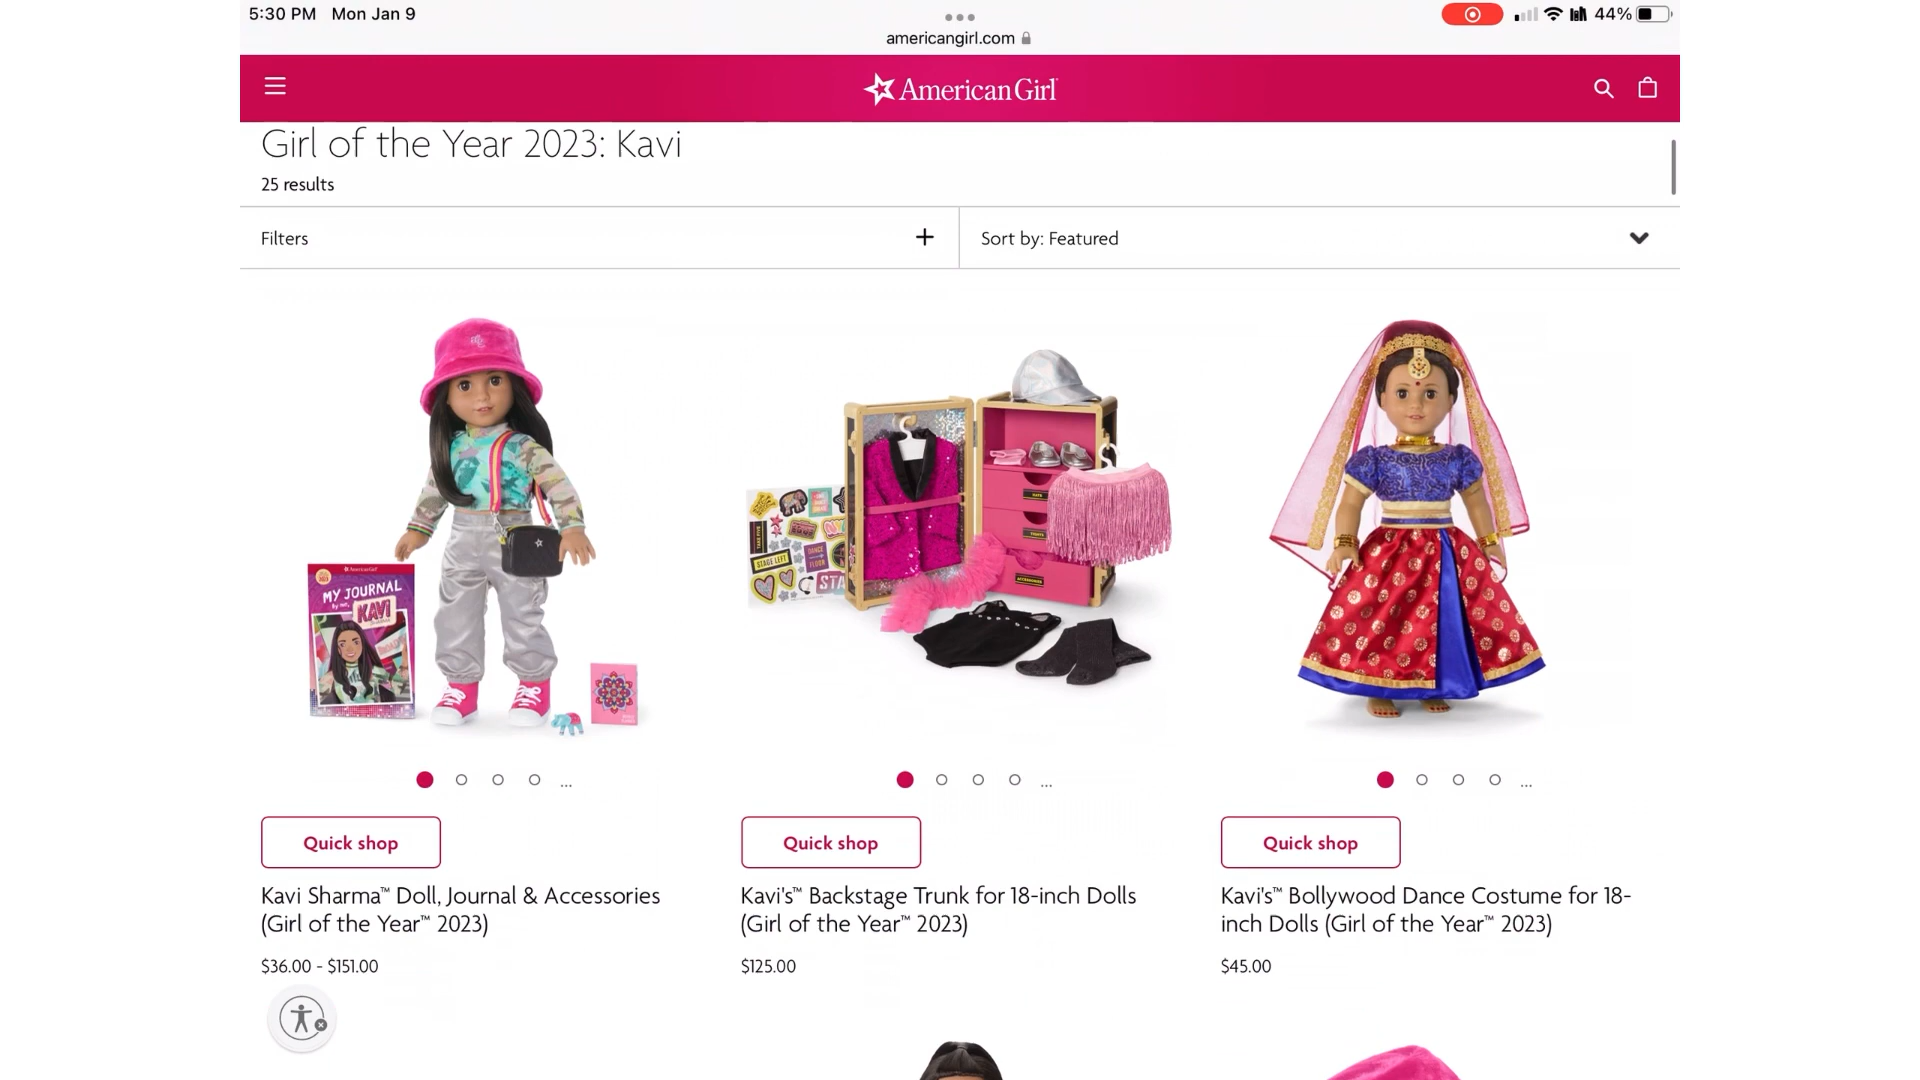 5:30 PM Mon Jan 9
44%
americangirl.com
American Girl
Girl of the Year 2023: Kavi
25 results
Filters
Sort by: Featured
MY JOURNAL
KAVI
STAGE LEFT
DANCE FLOOR
Quick shop
Quick shop
Quick shop
Kavi Sharma™ Doll, Journal & Accessories
(Girl of the Year™ 2023)
$36.00 - $151.00
Kavi's™ Backstage Trunk for 18-inch Dolls
(Girl of the Year™ 2023)
$125.00
Kavi's™ Bollywood Dance Costume for 18-
inch Dolls (Girl of the Year™ 2023)
$45.00